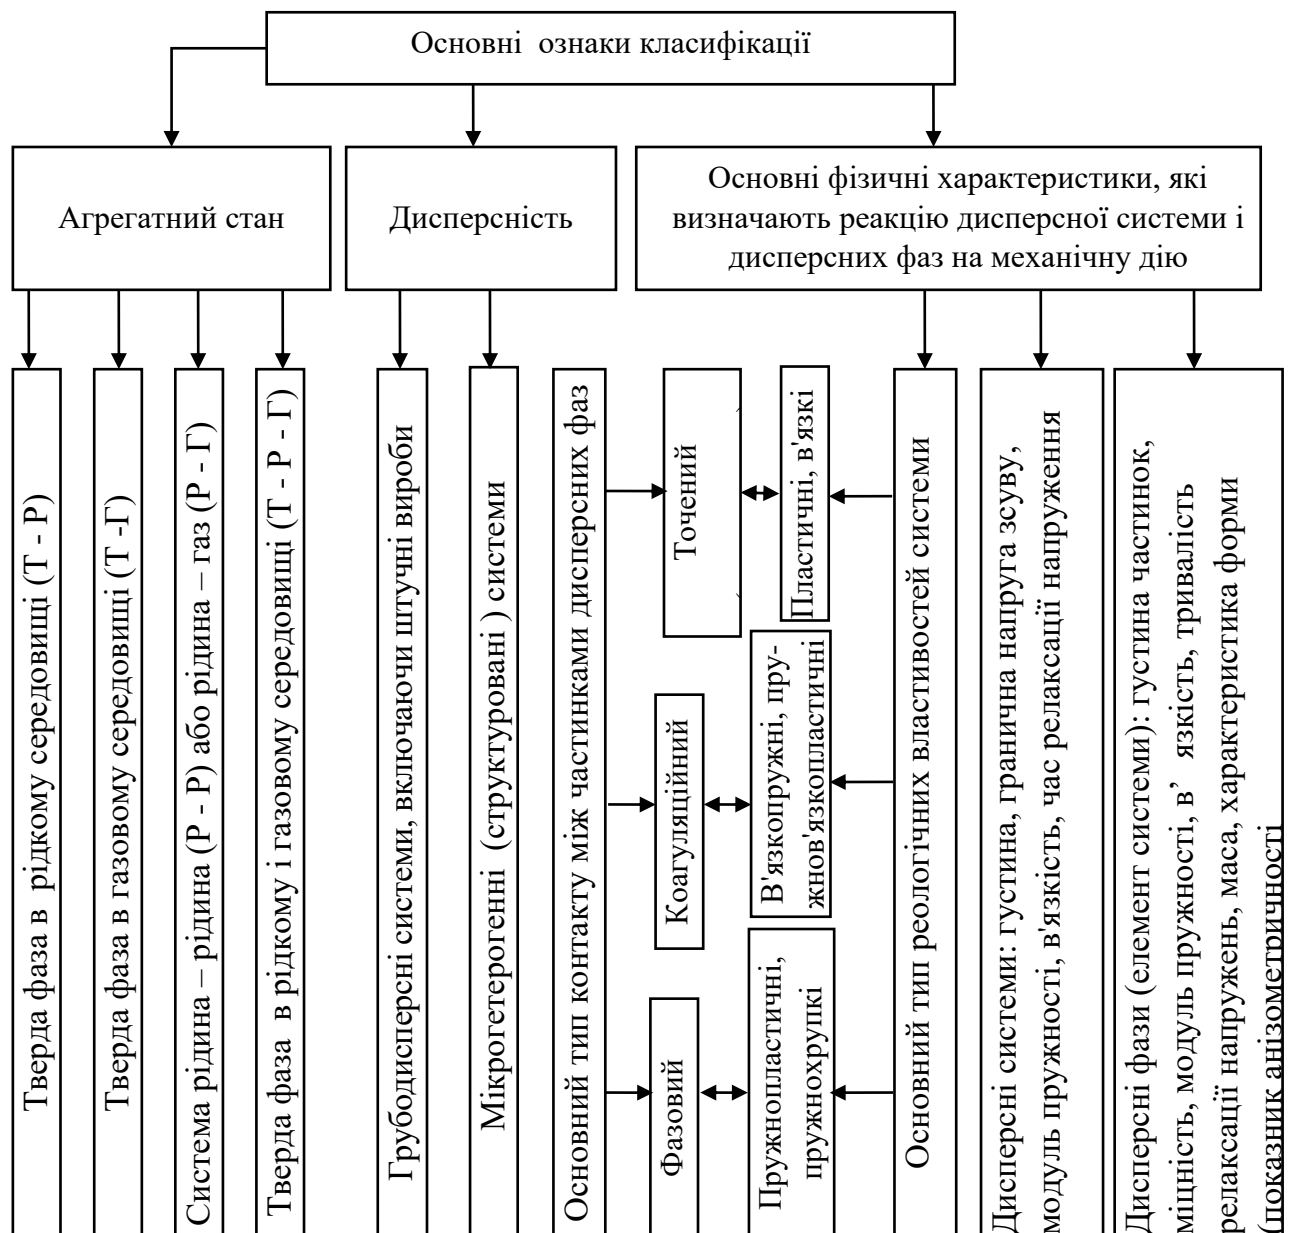 Основні ознаки класифікації
Агрегатний стан
Дисперсність
Основні фізичні характеристики, які
визначають реакцію дисперсної системи і
дисперсних фаз на механічну дію
Тверда фаза в рідкому середовищі (Т - Р)
Тверда фаза в газовому середовищі (Т -Г)
Система рідина – рідина (Р - Р) або рідина – газ (Р - Г)
Тверда фаза в рідкому і газовому середовищі (Т - Р - Г)
Грубодисперсні системи, включаючи штучні вироби
Мікрогетерогенні (структуровані ) системи
Основний тип контакту між частинками дисперсних фаз
Точений
Коагуляційний
Фазовий
Пластичні, в'язкі
В'язкопружні, пру-
жнов'язкопластичні
Пружнопластичні,
пружнохрупкі
Основний тип реологічних властивостей системи
Дисперсні системи: густина, гранична напруга зсуву,
модуль пружності, в'язкість, час релаксації напруження
Дисперсні фази (елемент системи): густина частинок,
міцність, модуль пружності, в’ язкість, тривалість
релаксації напружень, маса, характеристика форми
(показник анізометричності